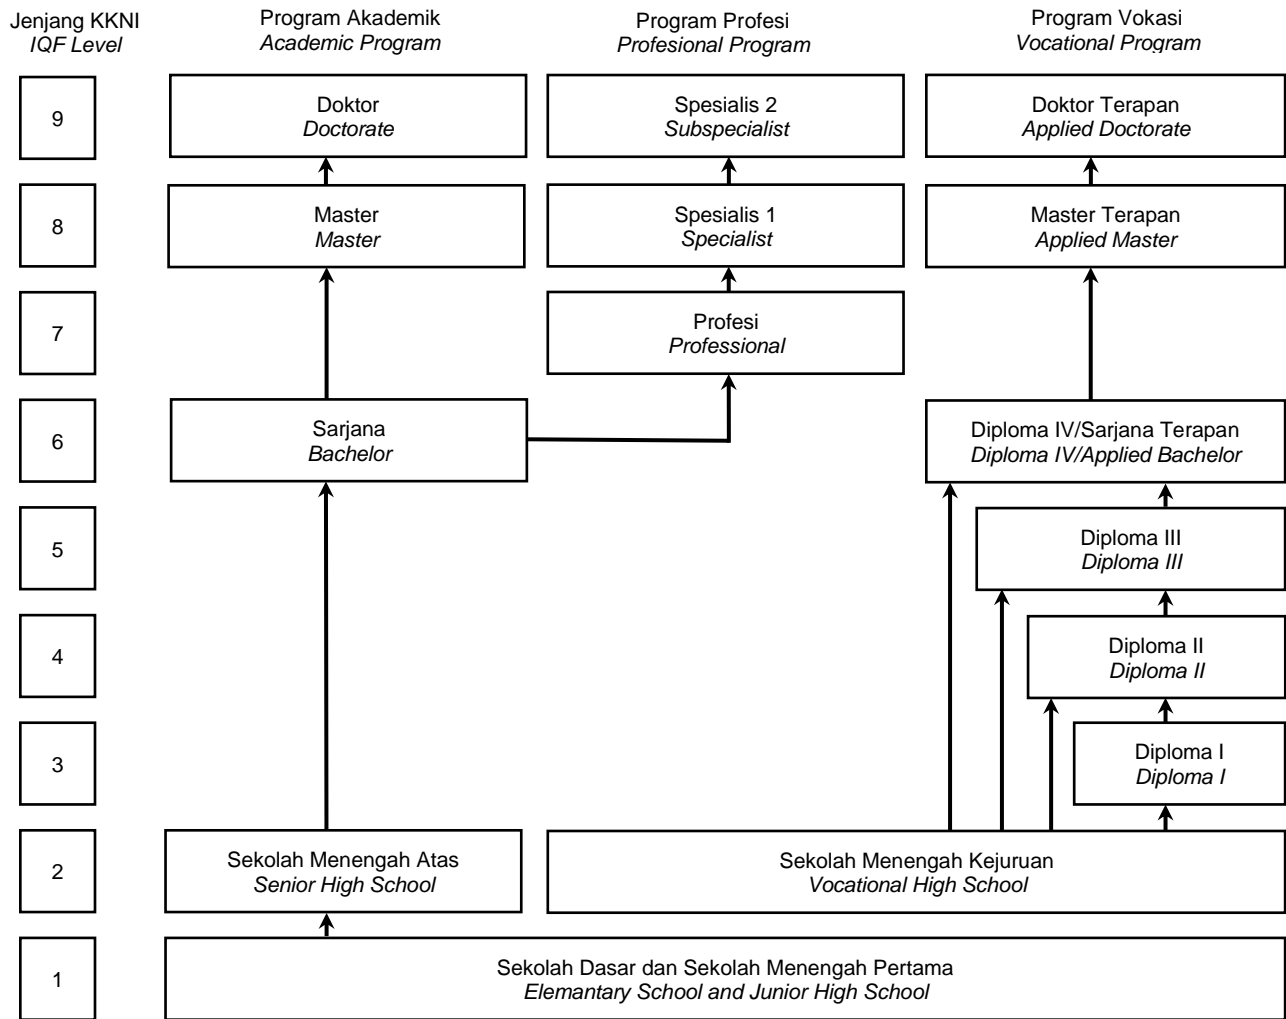 Jenjang KKNI
IQF Level
Program Akademik
Academic Program
Program Profesi
Profesional Program
Program Vokasi
Vocational Program
9
Doktor
Doctorate
Spesialis 2
Subspecialist
Doktor Terapan
Applied Doctorate
8
Master
Master
Spesialis 1
Specialist
Master Terapan
Applied Master
7
Profesi
Professional
6
Sarjana
Bachelor
Diploma IV/Sarjana Terapan
Diploma IV/Applied Bachelor
5
Diploma III
Diploma III
4
Diploma II
Diploma II
3
Diploma I
Diploma I
2
Sekolah Menengah Atas
Senior High School
Sekolah Menengah Kejuruan
Vocational High School
1
Sekolah Dasar dan Sekolah Menengah Pertama
Elemantary School and Junior High School